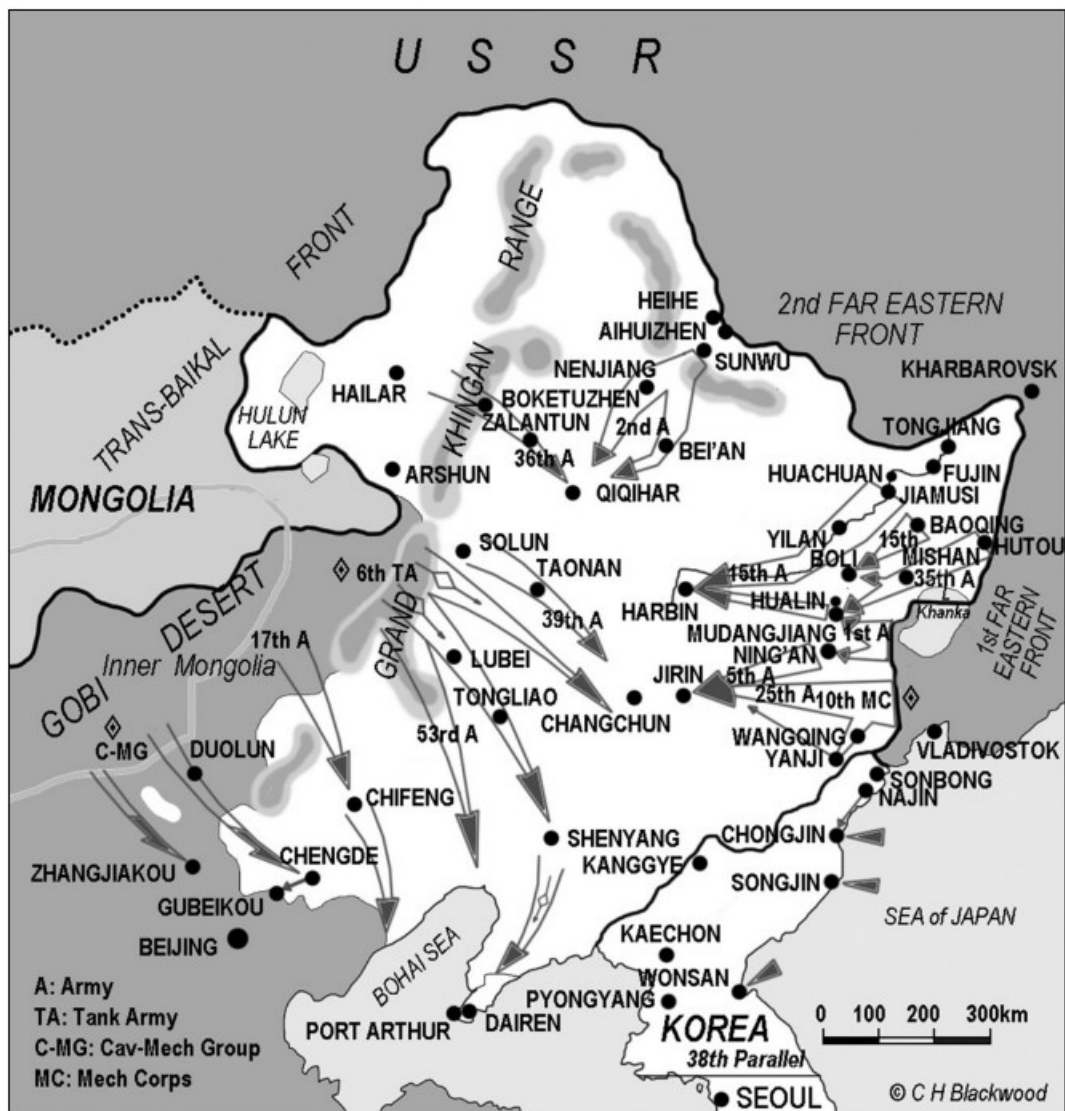 U S S R
FRONT
RANGE
HEIHE
2nd FAR EASTERN
FRONT
AIHUIZHEN
SUNWU
TRANS-BAIKAL
NENJIANG
KHARBAROVSK
HAILAR
BOKETUZHEN
HULUN
LAKE
KHINGAN
ZALANTUN
2nd A
TONGJIANG
36th A
BEI'AN
ARSHUN
HUACHUAN
FUJIN
MONGOLIA
QIQIHAR
JIAMUSI
BAOQING
YILAN
15th
HUTOU
SOLUN
BOLI
MISHAN
DESERT
6th TA
TAONAN
15th A
35th A
HARBIN
HUALIN
L
Khanka
39th A
17th A
GRAND
MUDANGJIANG
1st A
1st FAR
EASTERN
FRONT
Inner Mongolia
LUBEI
NING'AN
JIRIN
5th A
GOBI
TONGLIAO
25th A
10th MC
CHANGCHUN
C-MG
53rd A
WANGQING
DUOLUN
YANJI
VLADIVOSTOK
SONBONG
NAJIN
CHIFENG
SHENYANG
CHONGJIN
ZHANGJIAKOU
CHENGDE
KANGGYE
SONGJIN
GUBEIKOU
SEA of JAPAN
BEIJING
KAECHON
BOHAI SEA
WONSAN
A: Army
TA: Tank Army
C-MG: Cav-Mech Group
MC: Mech Corps
PORT ARTHUR
DAIREN
PYONGYANG
KOREA
0 100 200 300km
38th Parallel
SEOUL
© C H Blackwood